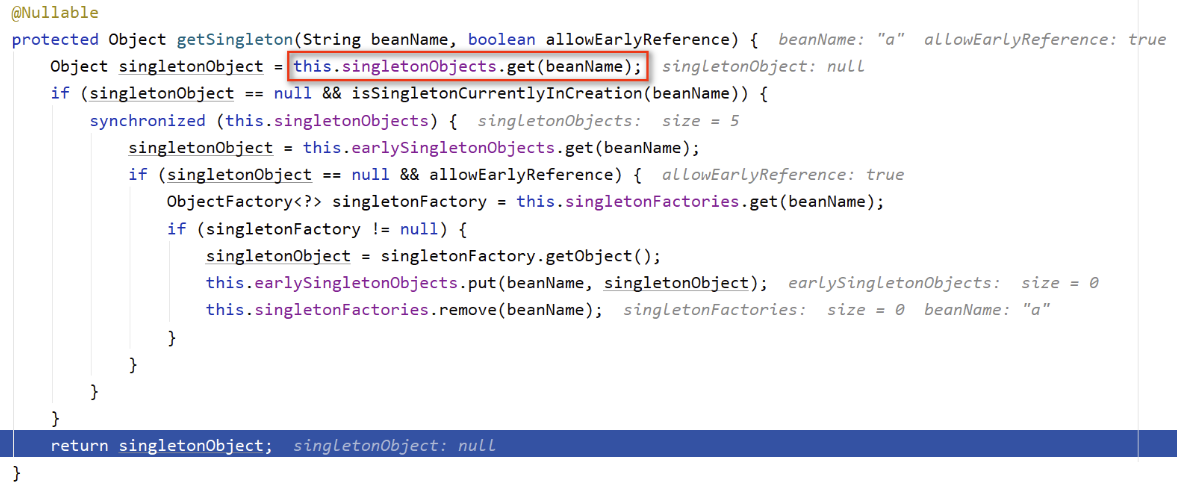 @Nullable
protected Object getSingleton(String beanName, boolean allowEarlyReference) {  beanName: "a"  allowEarlyReference: true
    Object singletonObject = this.singletonObjects.get(beanName);  singletonObject: null
    if (singletonObject == null && isSingletonCurrentlyInCreation(beanName)) {
        synchronized (this.singletonObjects) {  singletonObjects:  size = 5
            singletonObject = this.earlySingletonObjects.get(beanName);
            if (singletonObject == null && allowEarlyReference) {  allowEarlyReference: true
                ObjectFactory<?> singletonFactory = this.singletonFactories.get(beanName);
                if (singletonFactory != null) {
                    singletonObject = singletonFactory.getObject();
                    this.earlySingletonObjects.put(beanName, singletonObject);  earlySingletonObjects:  size = 0
                    this.singletonFactories.remove(beanName);  singletonFactories:  size = 0  beanName: "a"
                }
            }
        }
    }
    return singletonObject;  singletonObject: null
}